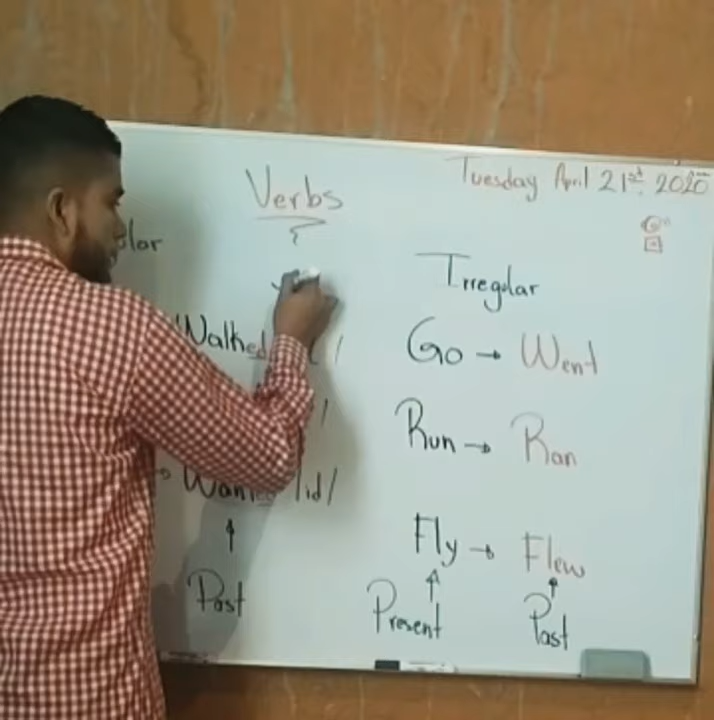 Tuesday April 21st. 2020
Verbs
Irregular
Walked
Go → Went
Run → Ran
→ Wanted /id/
Fly → Flew
Past
Present
Past